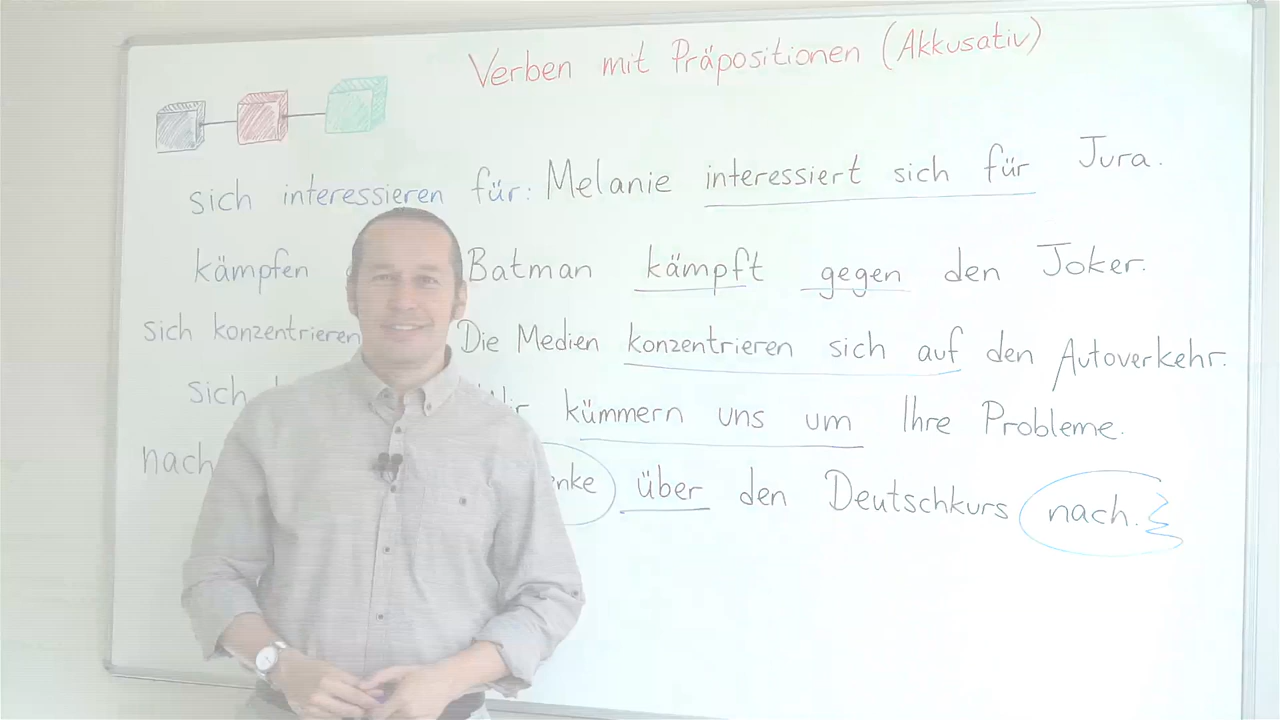 Verben mit Präpositionen (Akkusativ)
sich interessieren für: Melanie interessiert sich für Jura.
kämpfen Batman kämpft gegen den Joker.
sich konzentrieren Die Medien konzentrieren sich auf den Autoverkehr.
sich kümmern uns um Ihre Probleme.
nach über den Deutschkurs nach.